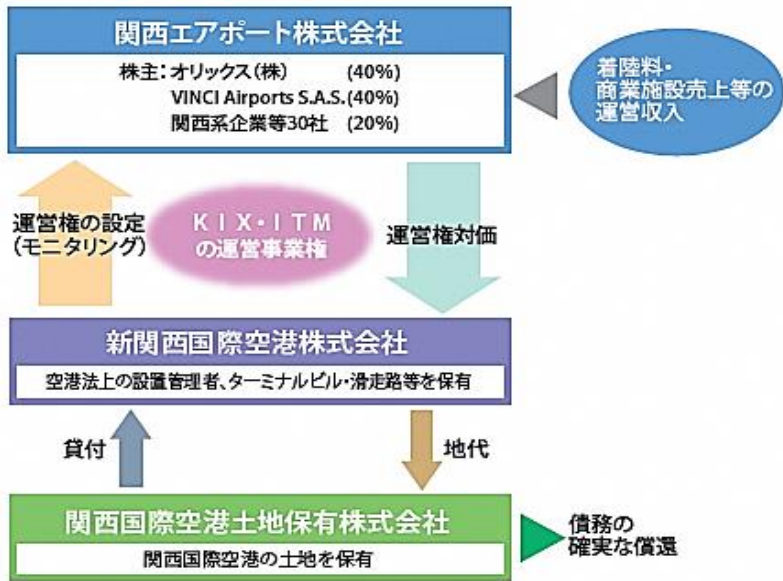 関西エアポート株式会社
株主：オリックス（株） (40%)
VINCI Airports S.A.S.(40%)
関西系企業等30社 (20%)
着陸料・
商業施設売上等の
運営収入
運営権の設定
（モニタリング）
ＫＩＸ・ＩＴＭ
の運営事業権
運営権対価
新関西国際空港株式会社
空港法上の設置管理者、ターミナルビル・滑走路等を保有
貸付
地代
関西国際空港土地保有株式会社
関西国際空港の土地を保有
債務の
確実な償還